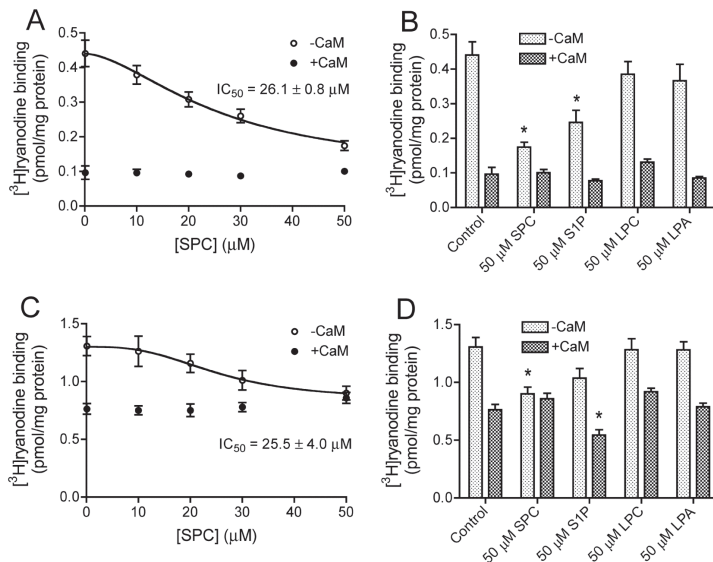 A
[³H]ryanodine binding
(pmol/mg protein)
0.5
0.4
0.3
0.2
0.1
0.0
-CaM
+CaM
IC₅₀ = 26.1 ± 0.8 μM
0
10
20
30
40
50
[SPC] (μM)
B
[³H]ryanodine binding
(pmol/mg protein)
0.5
0.4
0.3
0.2
0.1
0.0
-CaM
+CaM
*
*
Control
50 μM SPC
50 μM S1P
50 μM LPC
50 μM LPA
C
[³H]ryanodine binding
(pmol/mg protein)
1.5
1.0
0.5
0.0
-CaM
+CaM
IC₅₀ = 25.5 ± 4.0 μM
0
10
20
30
40
50
[SPC] (μM)
D
[³H]ryanodine binding
(pmol/mg protein)
1.5
1.0
0.5
0.0
-CaM
+CaM
*
*
Control
50 μM SPC
50 μM S1P
50 μM LPC
50 μM LPA